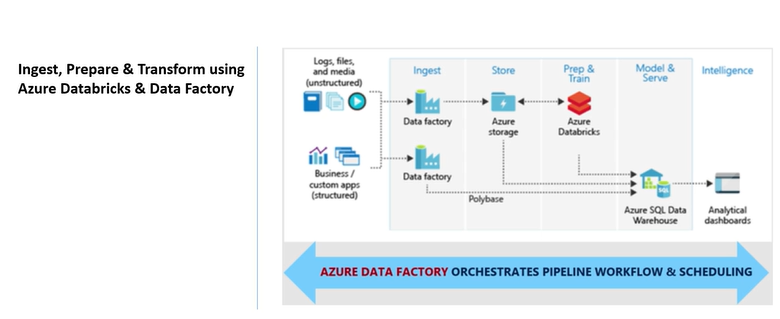 Ingest, Prepare & Transform using
Azure Databricks & Data Factory
Logs, files,
and media
(unstructured)
Ingest
Store
Prep &
Train
Model &
Serve
Intelligence
Data factory
Azure
storage
Azure
Databricks
Business /
custom apps
(structured)
Data factory
Polybase
SQL
Azure SQL Data
Warehouse
Analytical
dashboards
AZURE DATA FACTORY ORCHESTRATES PIPELINE WORKFLOW & SCHEDULING